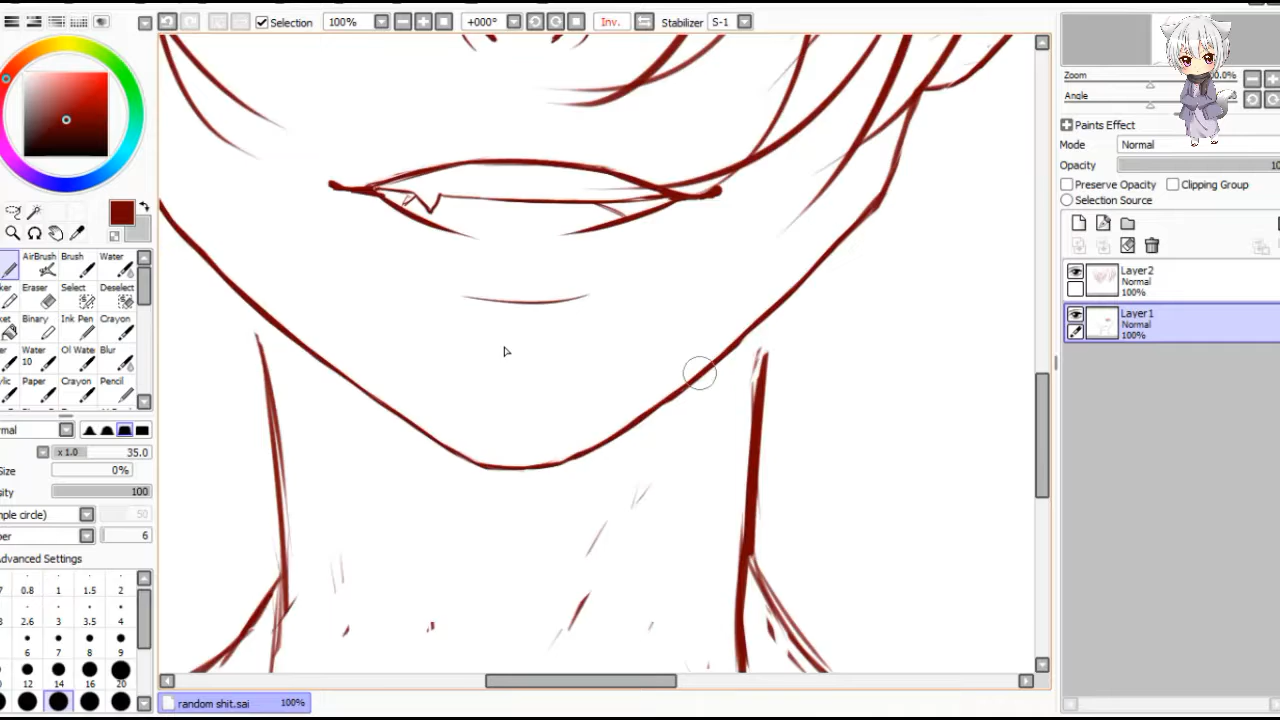 Selection 100% +000° Inv. Stabilizer S-1
Zoom
Angle
Paints Effect
Mode Normal
Opacity
Preserve Opacity Clipping Group
Selection Source
Layer2
Normal
100%
Layer1
Normal
100%
AirBrush Brush Water
Eraser Select Deselect
Binary Ink Pen Crayon
Water Oil Wate Blur
10
Paper Crayon Pencil
x 1.0 35.0
Size 0%
100
50
6
Advanced Settings
0.8 1 1.5 2
2.6 3 3.5 4
6 7 8 9
12 14 16 20
random shit.sai 100%